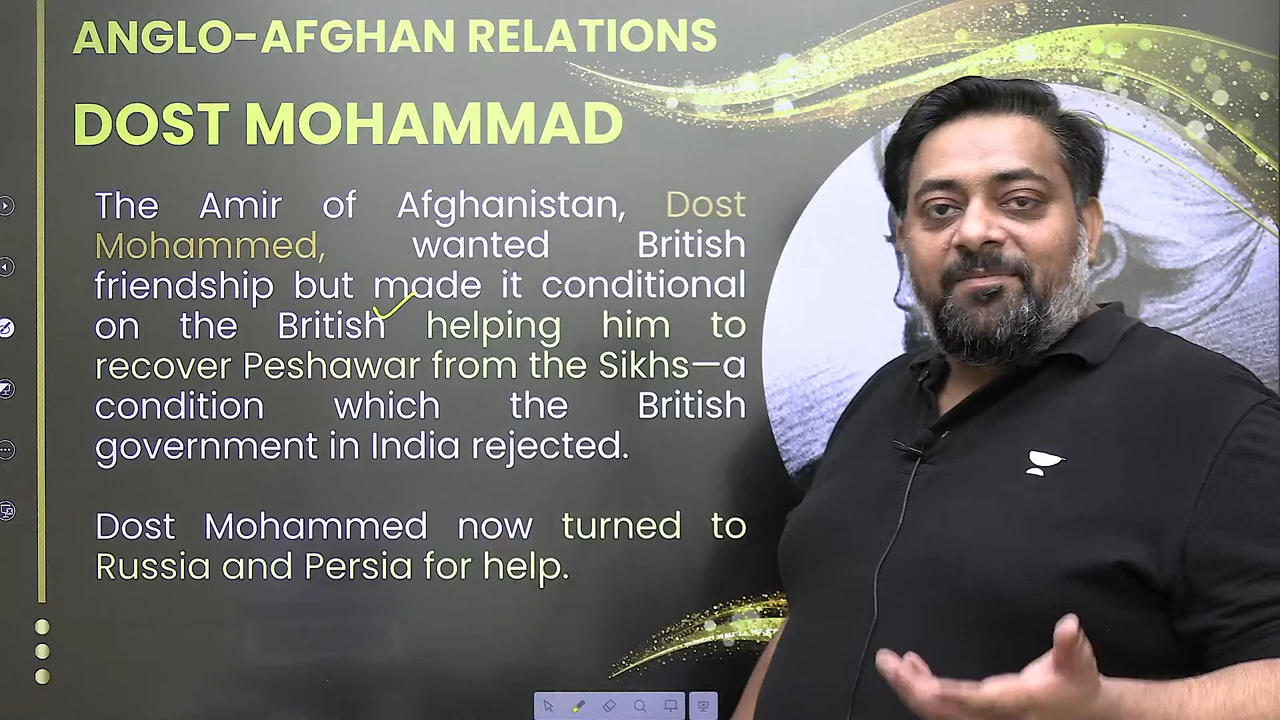 ANGLO-AFGHAN RELATIONS
DOST MOHAMMAD
The Amir of Afghanistan, Dost
Mohammed, wanted British
friendship but made it conditional
on the British helping him to
recover Peshawar from the Sikhs—a
condition which the British
government in India rejected.
Dost Mohammed now turned to
Russia and Persia for help.